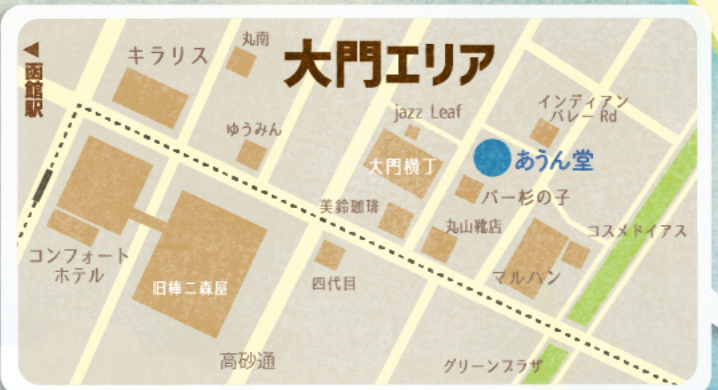 大門エリア
◀函館駅
キラリス
丸南
ゆうみん
jazz Leaf
インディアン
バレー Rd
大門横丁
あうん堂
バー杉の子
美鈴珈琲
丸山靴店
コスメドイアス
コンフォート
ホテル
旧棒二森屋
四代目
マルハン
高砂通
グリーンプラザ